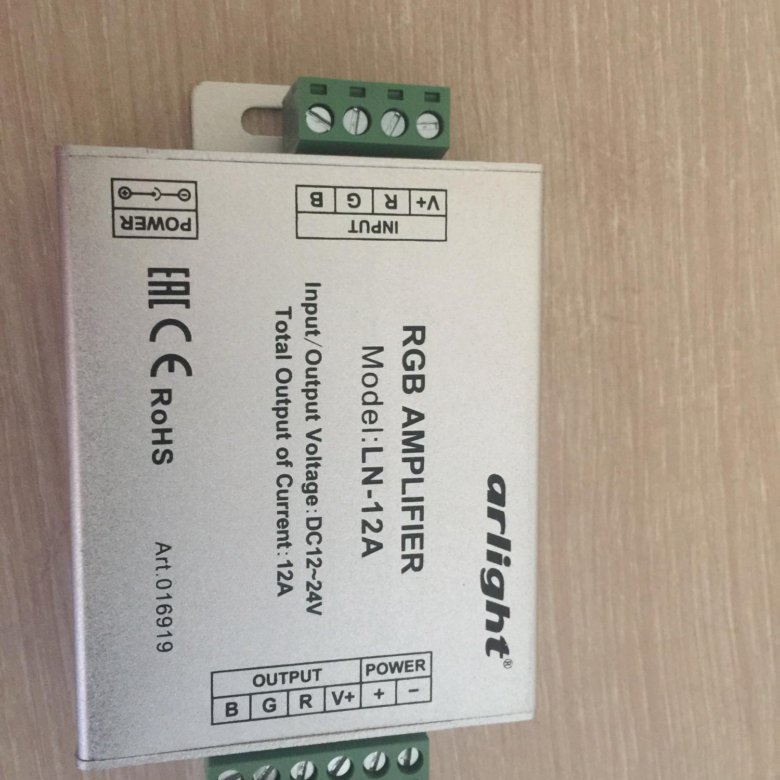 arlight®
RGB AMPLIFIER
Model:LN-12A
Input/Output Voltage:DC12~24V
Total Output of Current:12A
EAC CE RoHS
Art.016919
INPUT
V+ R G B
POWER
OUTPUT POWER
B G R V+ + −